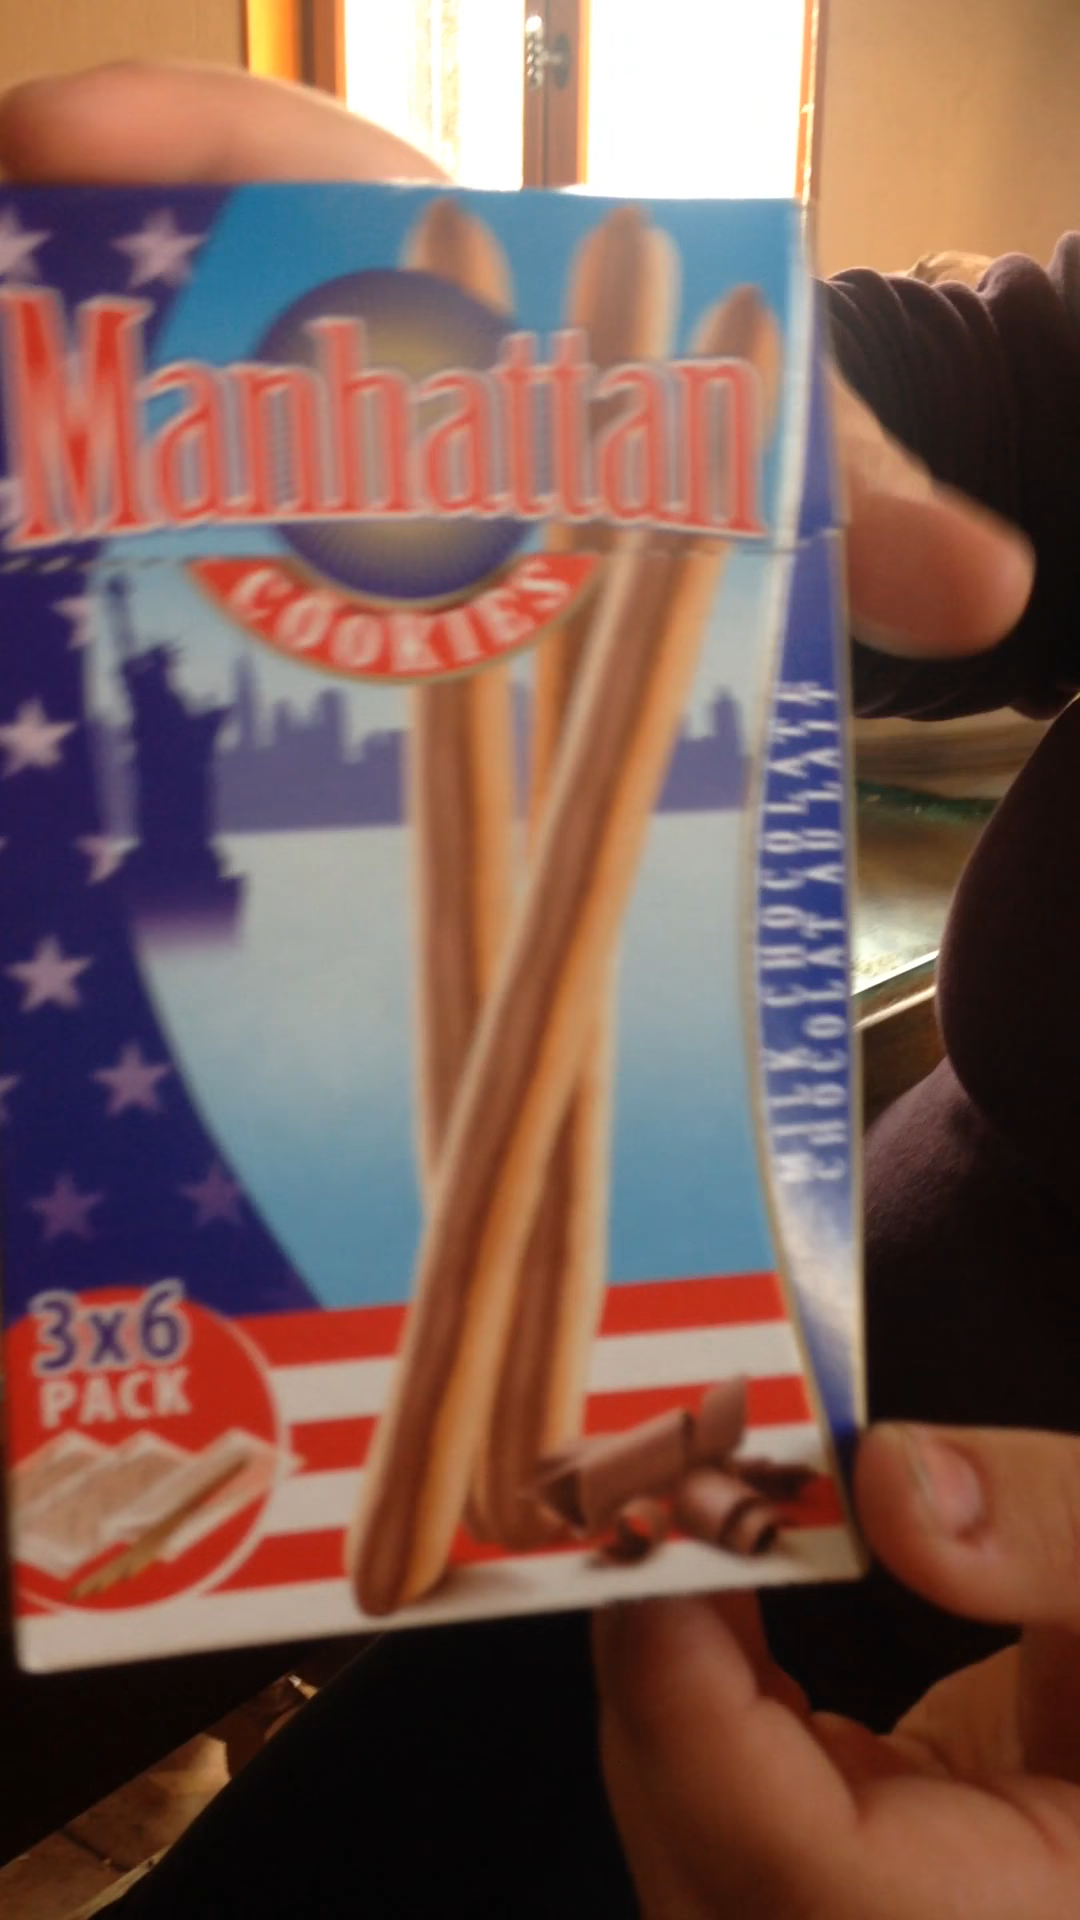 Manhattan
COOKIES
MILK CHOCOLATE
CHOCOLAT AU LAIT
3x6
PACK